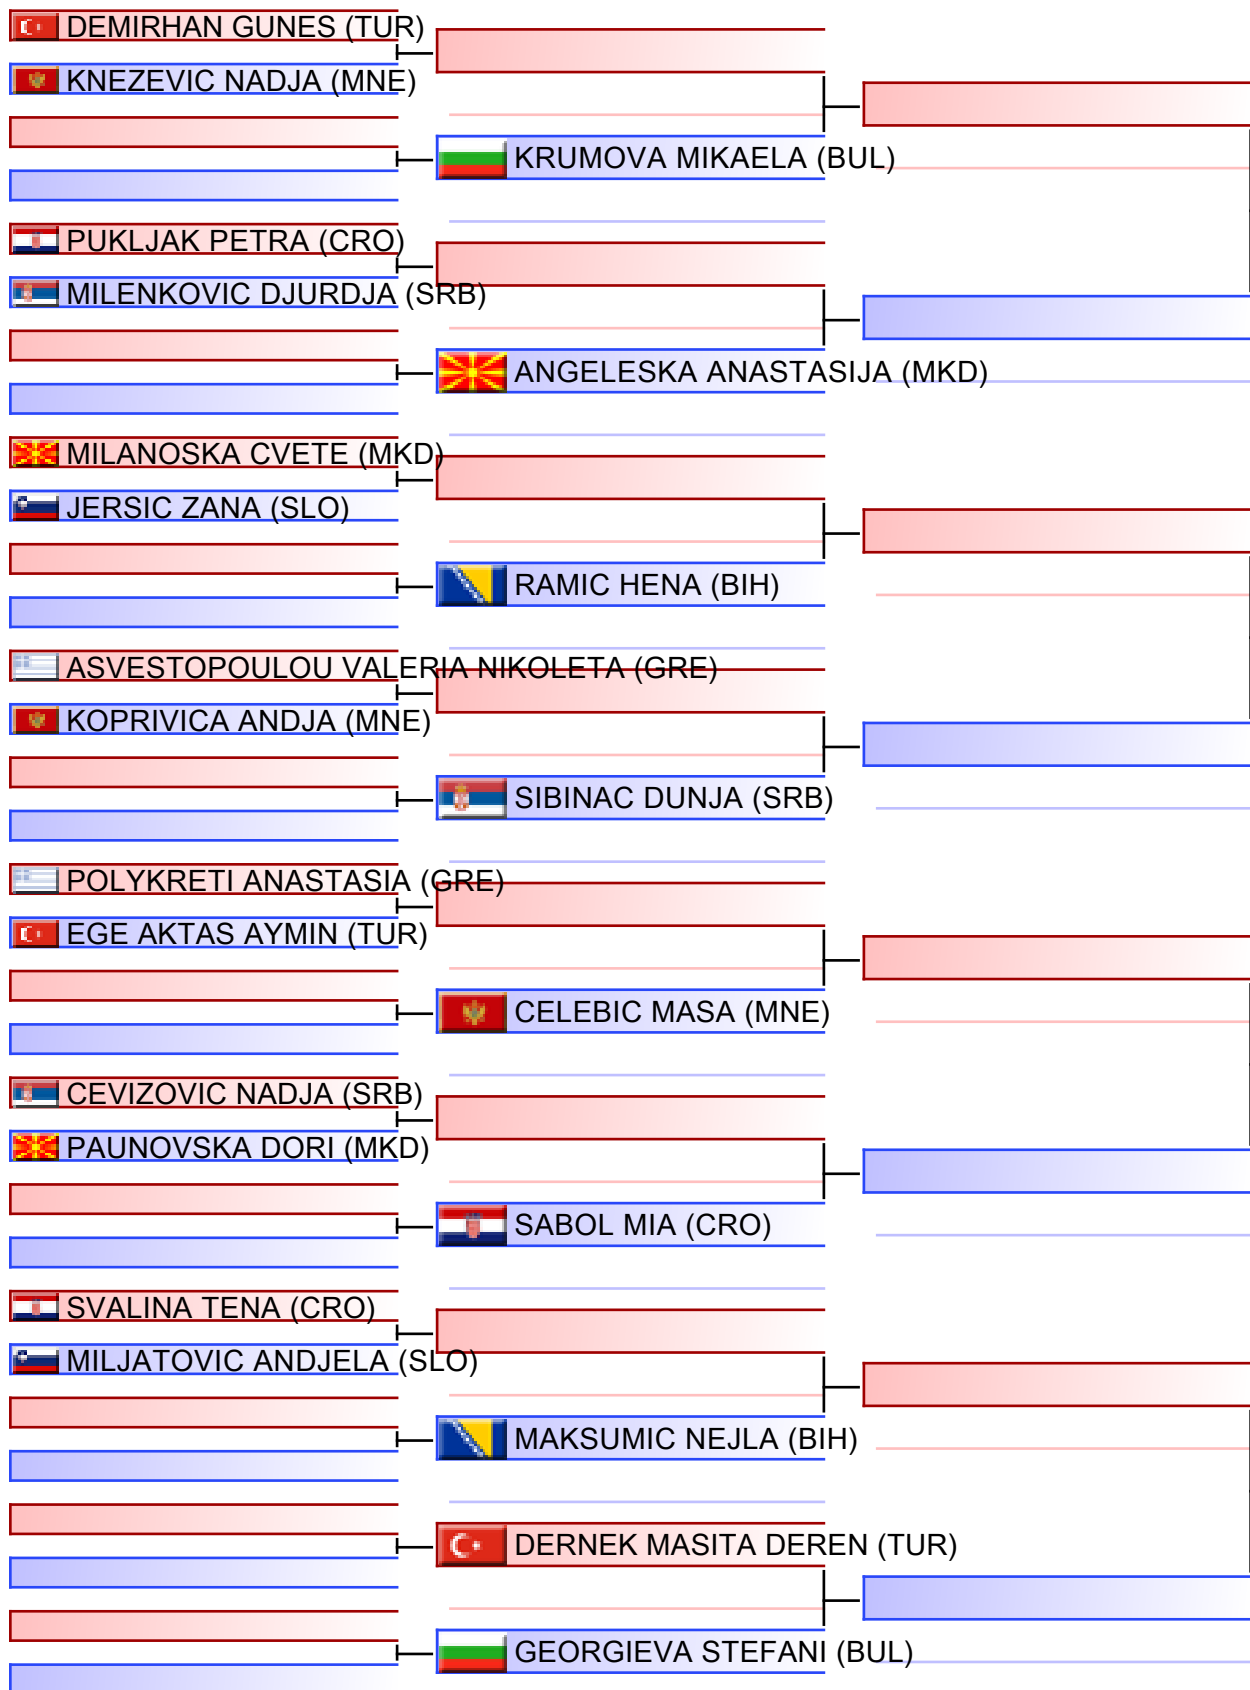 DEMIRHAN GUNES (TUR)
KNEZEVIC NADJA (MNE)
KRUMOVA MIKAELA (BUL)
PUKLJAK PETRA (CRO)
MILENKOVIC DJURDJA (SRB)
ANGELESKA ANASTASIJA (MKD)
MILANOSKA CVETE (MKD)
JERSIC ZANA (SLO)
RAMIC HENA (BIH)
ASVESTOPOULOU VALERIA NIKOLETA (GRE)
KOPRIVICA ANDJA (MNE)
SIBINAC DUNJA (SRB)
POLYKRETI ANASTASIA (GRE)
EGE AKTAS AYMIN (TUR)
CELEBIC MASA (MNE)
CEVIZOVIC NADJA (SRB)
PAUNOVSKA DORI (MKD)
SABOL MIA (CRO)
SVALINA TENA (CRO)
MILJATOVIC ANDJELA (SLO)
MAKSUMIC NEJLA (BIH)
DERNEK MASITA DEREN (TUR)
GEORGIEVA STEFANI (BUL)